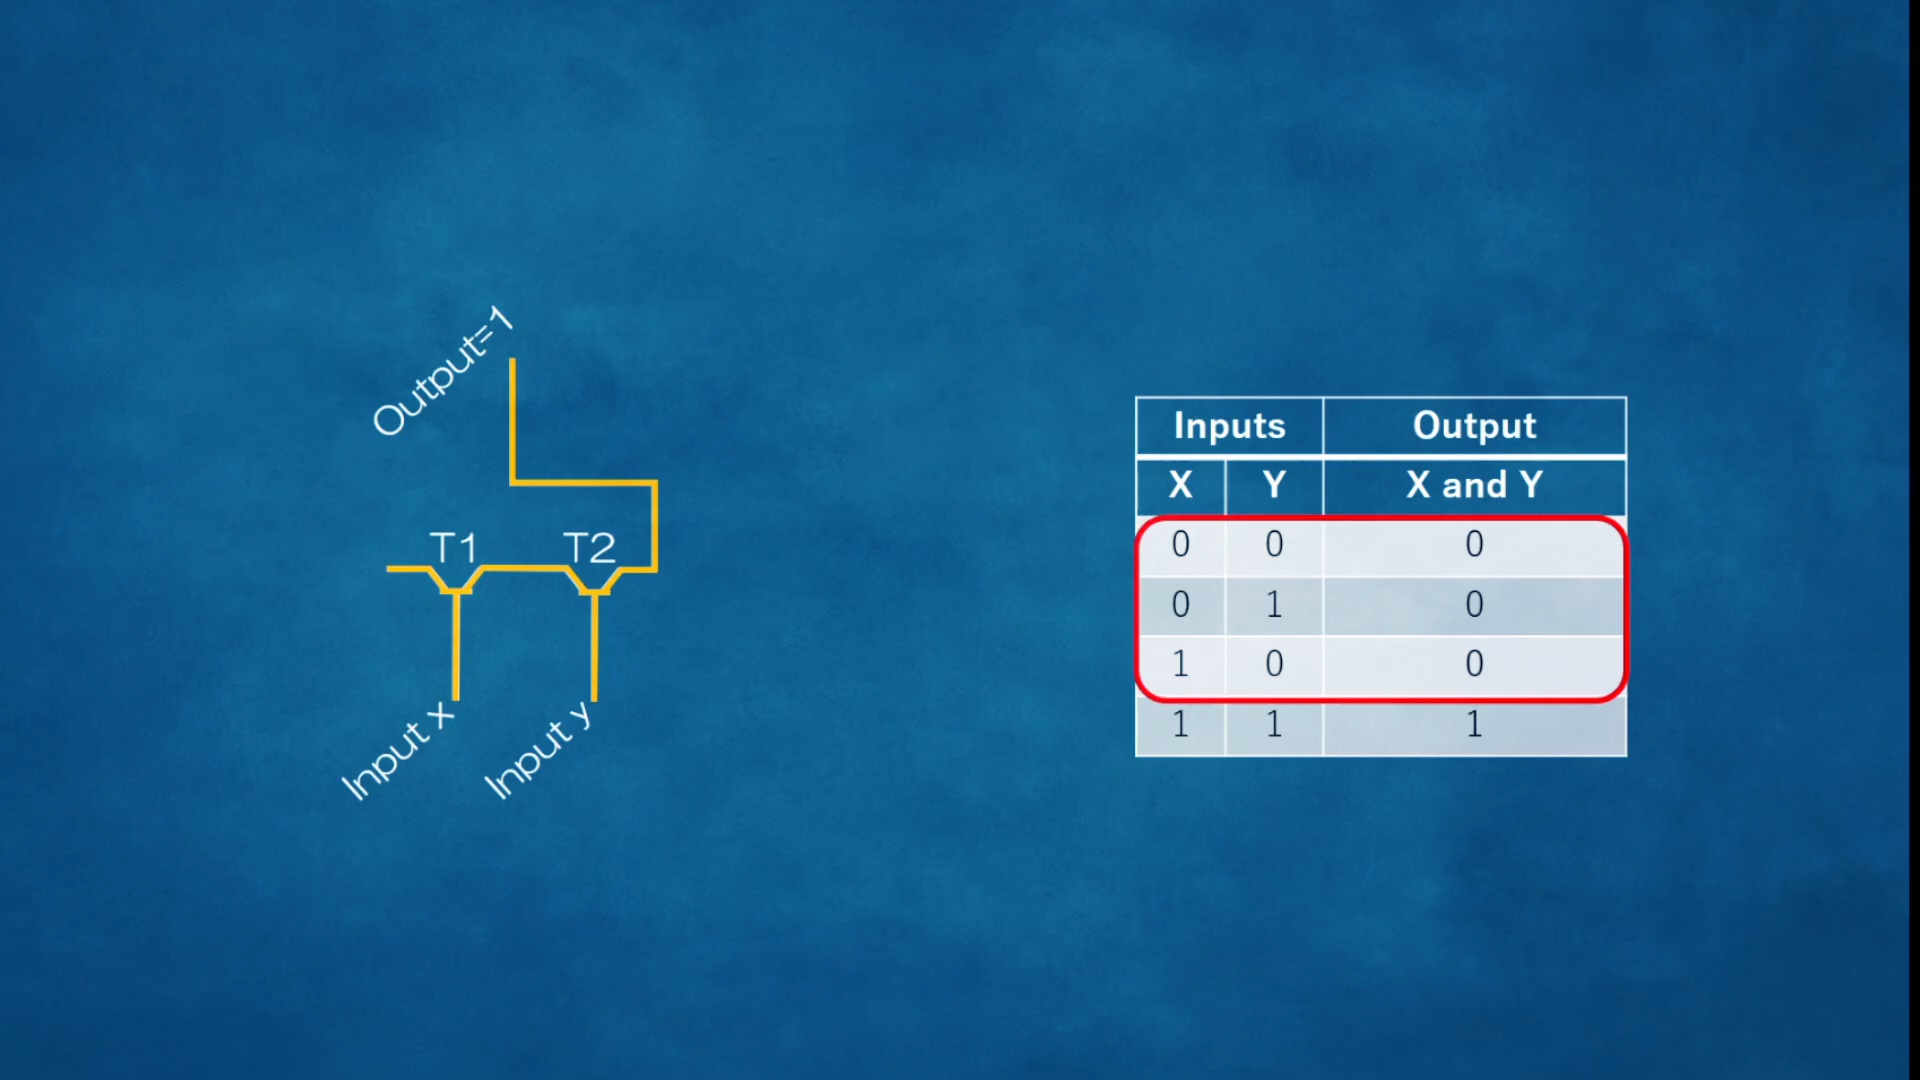 Output=1
T1 T2
Input x
Input y
Inputs Output
X Y X and Y
0 0 0
0 1 0
1 0 0
1 1 1